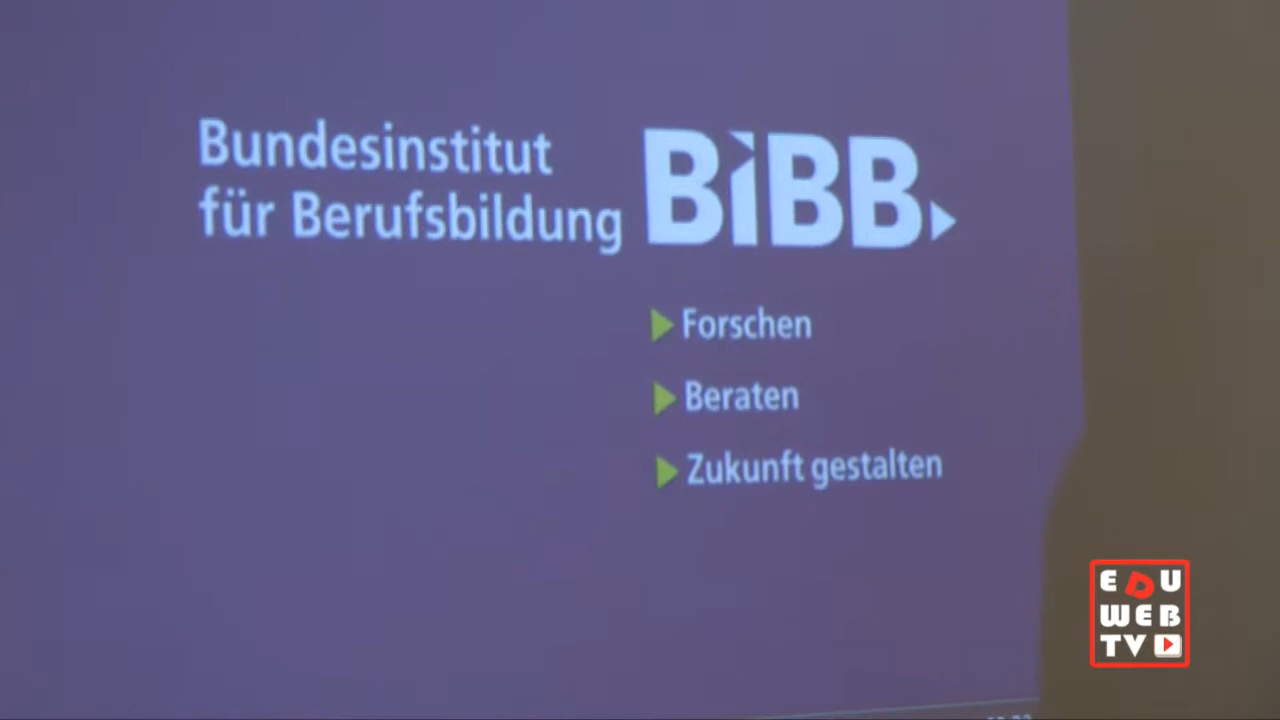 Bundesinstitut
für Berufsbildung
BiBB
Forschen
Beraten
Zukunft gestalten
EDU
WEB
TV